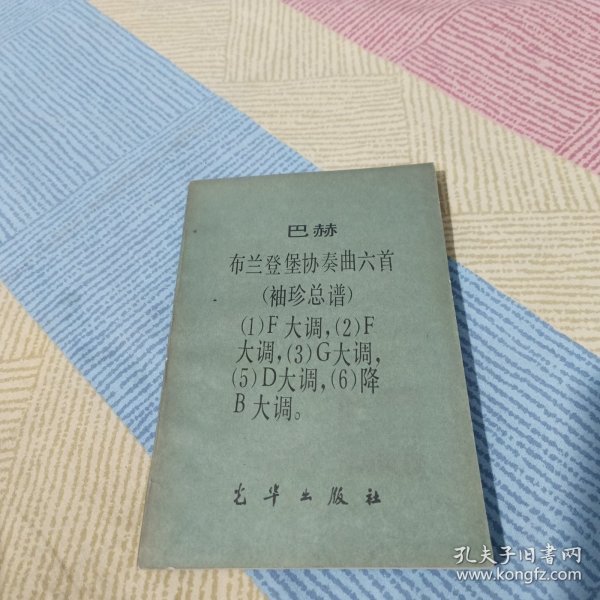 巴赫
布兰登堡协奏曲六首
(袖珍总谱)
(1)F大调,(2)F
大调,(3)G大调,
(5)D大调,(6)降
B大调。
光华出版社
孔夫子旧书网
www.kongfz.com